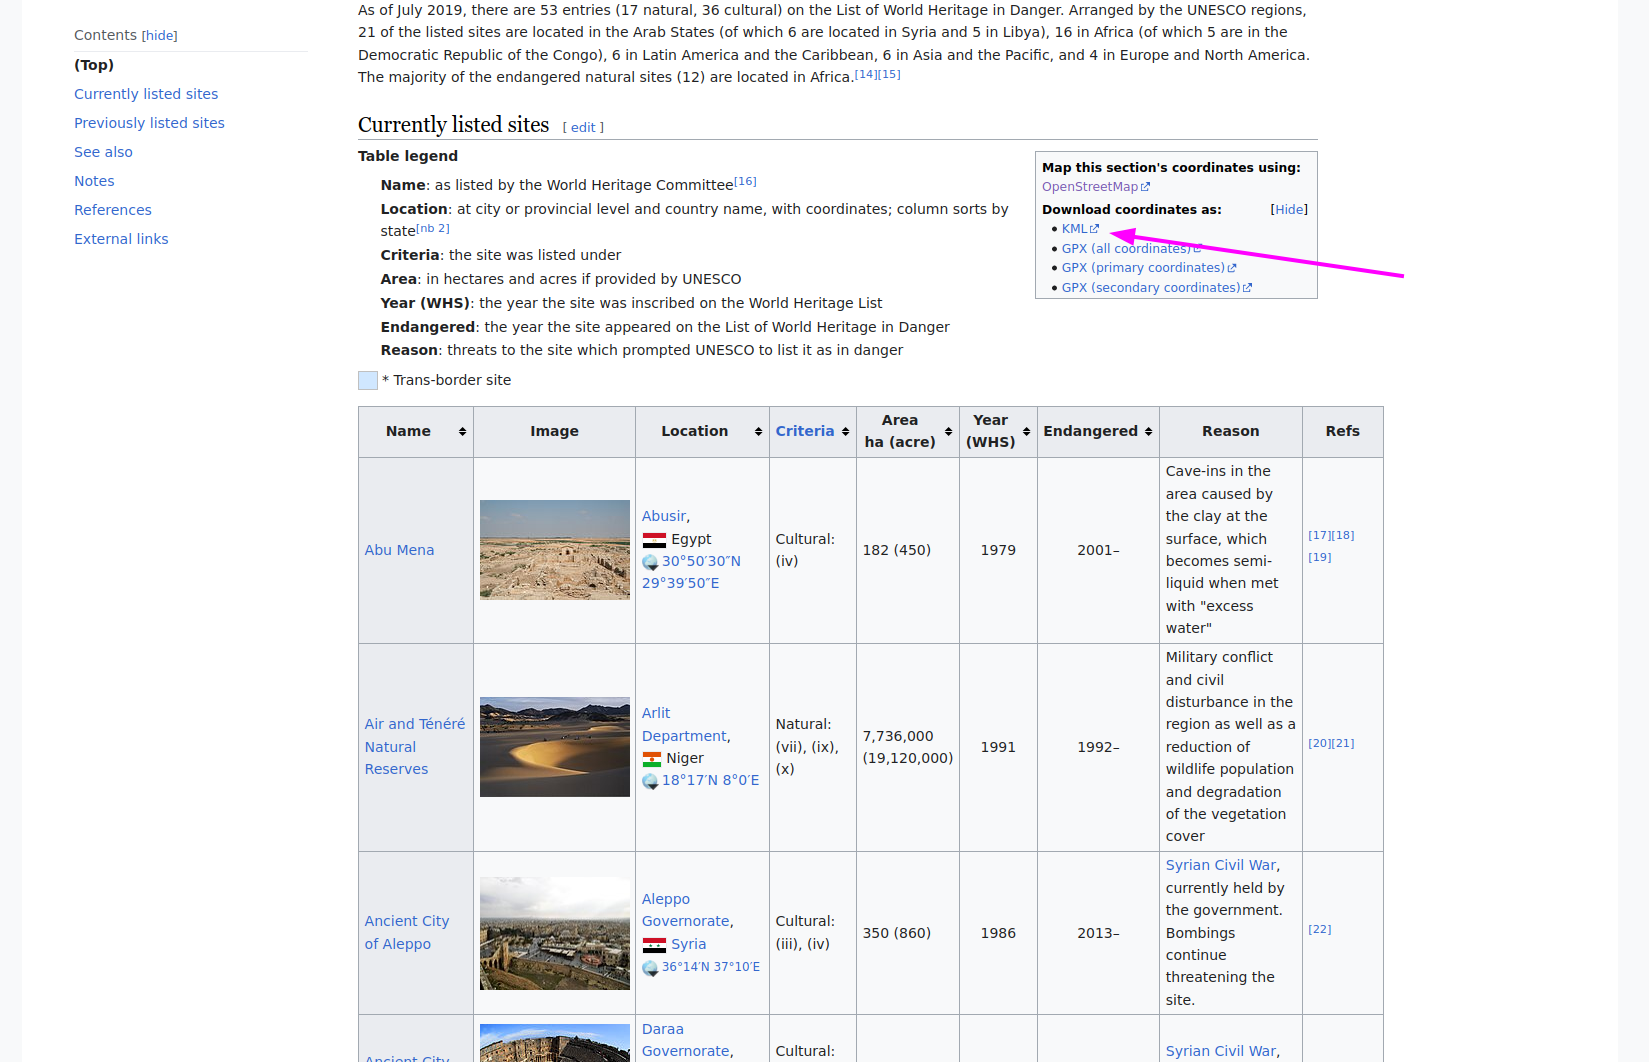 Contents [hide]
(Top)
Currently listed sites
Previously listed sites
See also
Notes
References
External links
As of July 2019, there are 53 entries (17 natural, 36 cultural) on the List of World Heritage in Danger. Arranged by the UNESCO regions,
21 of the listed sites are located in the Arab States (of which 6 are located in Syria and 5 in Libya), 16 in Africa (of which 5 are in the
Democratic Republic of the Congo), 6 in Latin America and the Caribbean, 6 in Asia and the Pacific, and 4 in Europe and North America.
The majority of the endangered natural sites (12) are located in Africa.[14][15]
Currently listed sites [ edit ]
Table legend
Name: as listed by the World Heritage Committee[16]
Location: at city or provincial level and country name, with coordinates; column sorts by
state[nb 2]
Criteria: the site was listed under
Area: in hectares and acres if provided by UNESCO
Year (WHS): the year the site was inscribed on the World Heritage List
Endangered: the year the site appeared on the List of World Heritage in Danger
Reason: threats to the site which prompted UNESCO to list it as in danger
* Trans-border site
Map this section's coordinates using:
OpenStreetMap
Download coordinates as: [Hide]
• KML
• GPX (all coordinates)
• GPX (primary coordinates)
• GPX (secondary coordinates)
Name
Image
Location
Criteria
Area
ha (acre)
Year
(WHS)
Endangered
Reason
Refs
Abu Mena
Abusir,
Egypt
30°50′30″N
29°39′50″E
Cultural:
(iv)
182 (450)
1979
2001–
Cave-ins in the
area caused by
the clay at the
surface, which
becomes semi-
liquid when met
with "excess
water"
[17][18]
[19]
Air and Ténéré
Natural
Reserves
Arlit
Department,
Niger
18°17′N 8°0′E
Natural:
(vii), (ix),
(x)
7,736,000
(19,120,000)
1991
1992–
Military conflict
and civil
disturbance in the
region as well as a
reduction of
wildlife population
and degradation
of the vegetation
cover
[20][21]
Ancient City
of Aleppo
Aleppo
Governorate,
Syria
36°14′N 37°10′E
Cultural:
(iii), (iv)
350 (860)
1986
2013–
Syrian Civil War,
currently held by
the government.
Bombings
continue
threatening the
site.
[22]
Ancient City
Daraa
Governorate,
Cultural:
Syrian Civil War,